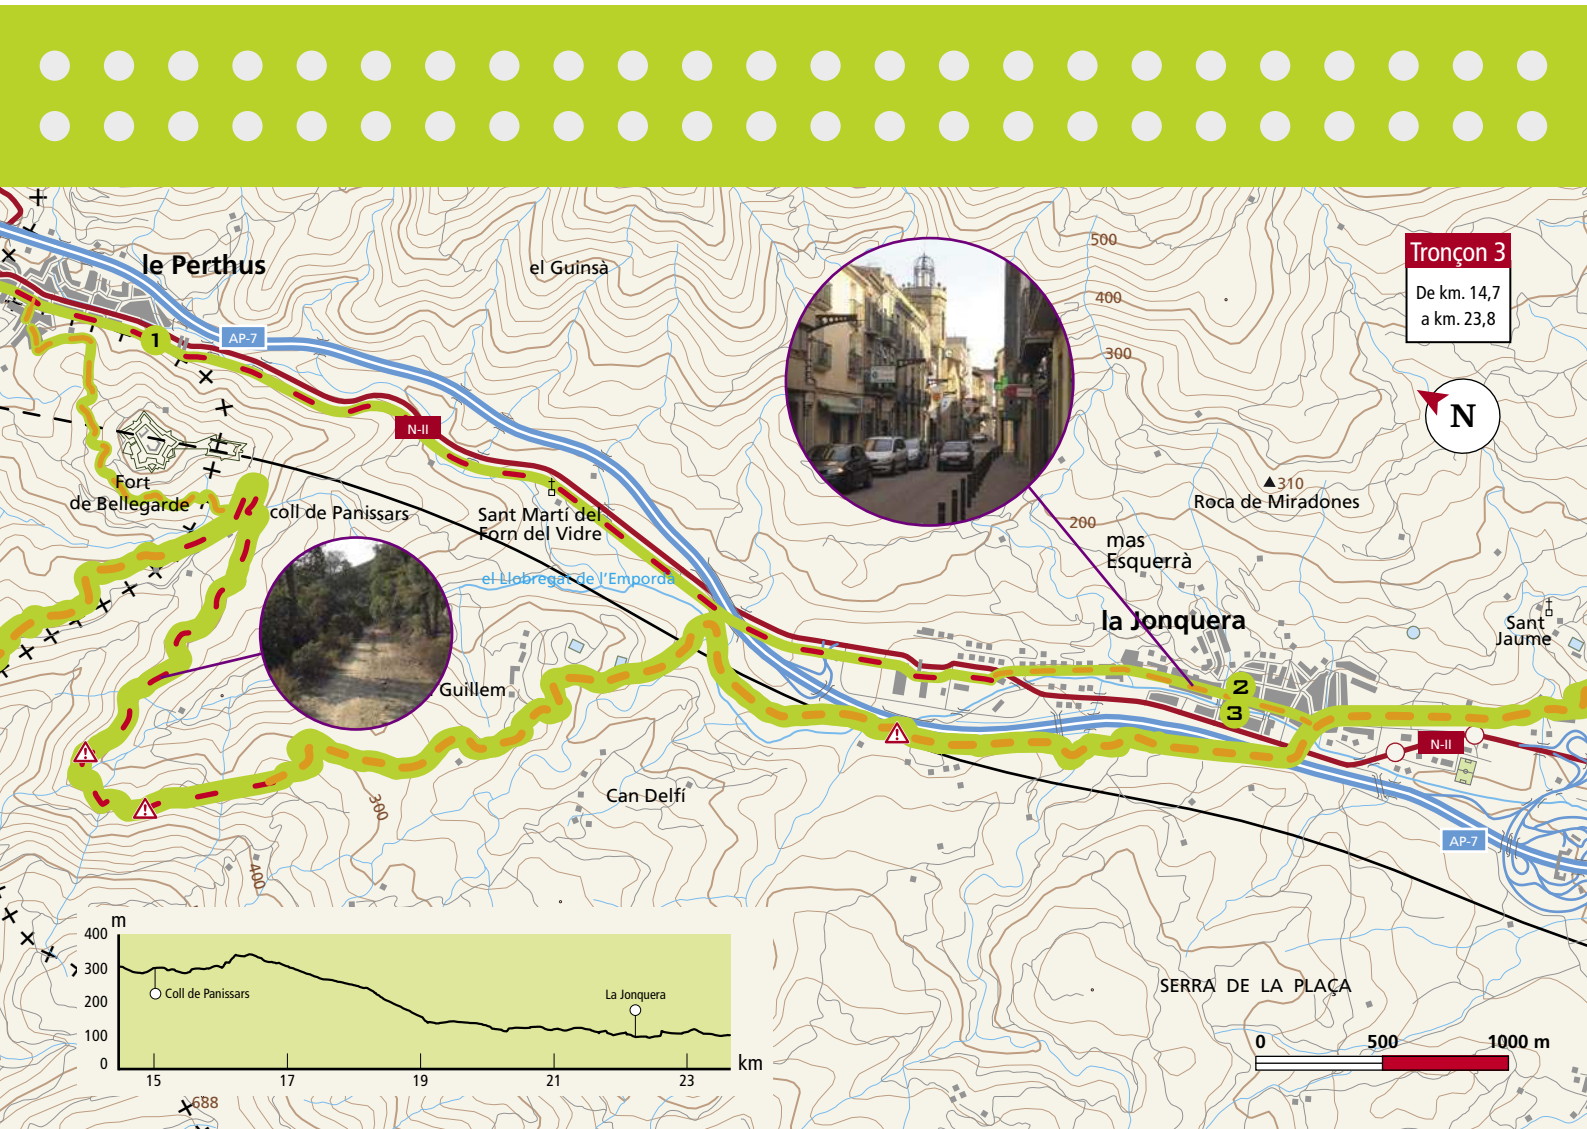 le Perthus
el Guinsà
500
400
300
200
Tronçon 3
De km. 14,7
a km. 23,8
N
1
AP-7
N-II
Fort
de Bellegarde
coll de Panissars
Sant Martí del
Forn del Vidre
el Llobregat de l'Empordà
310
Roca de Miradones
mas
Esquerrà
la Jonquera
Sant
Jaume
2
3
Guillem
N-II
Can Delfí
300
400
AP-7
m
400
300
200
100
0
Coll de Panissars
La Jonquera
15
17
19
21
23
km
SERRA DE LA PLAÇA
0
500
1000 m
688